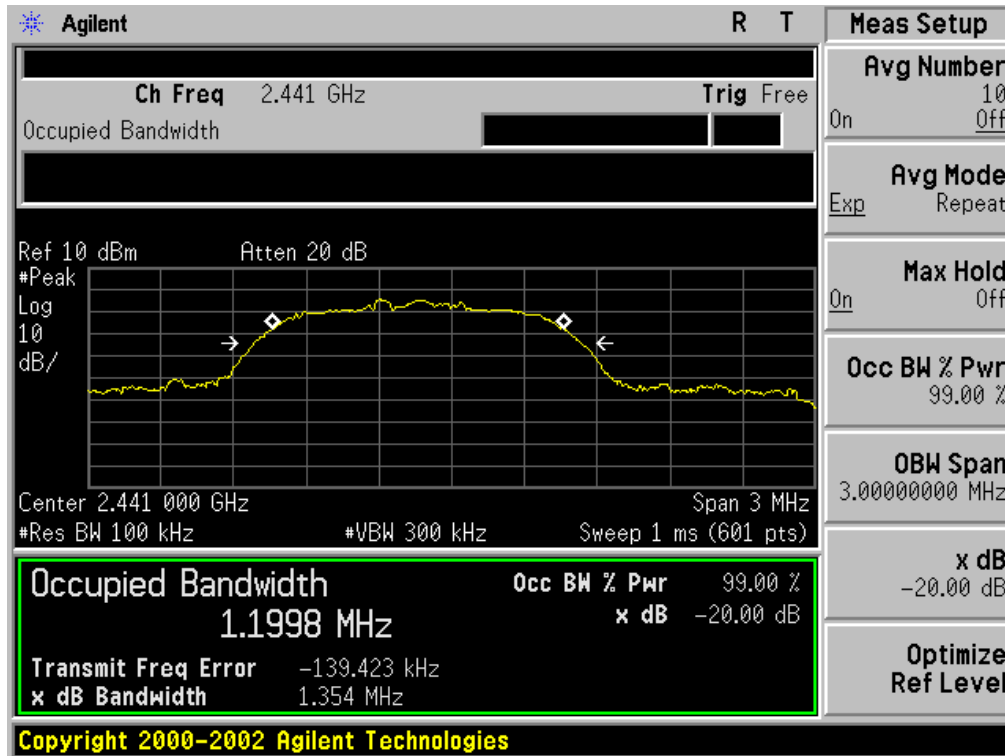 Agilent R T
Ch Freq 2.441 GHz Trig Free
Occupied Bandwidth
Ref 10 dBm Atten 20 dB
#Peak
Log
10
dB/
Center 2.441 000 GHz Span 3 MHz
#Res BW 100 kHz #VBW 300 kHz Sweep 1 ms (601 pts)
Occupied Bandwidth
1.1998 MHz
Occ BW % Pwr 99.00 %
x dB -20.00 dB
Transmit Freq Error -139.423 kHz
x dB Bandwidth 1.354 MHz
Meas Setup
Avg Number
10
On Off
Avg Mode
Exp Repeat
Max Hold
On Off
Occ BW % Pwr
99.00 %
OBW Span
3.00000000 MHz
x dB
-20.00 dB
Optimize
Ref Level
Copyright 2000-2002 Agilent Technologies